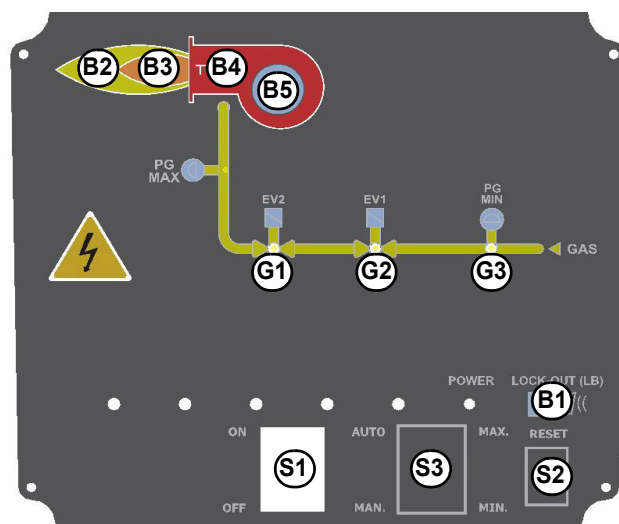 B2 B3 T B4
B5
PG
MAX
EV2 EV1 PG
MIN
GAS
G1 G2 G3
POWER LOCK-OUT (LB)
B1
ON AUTO MAX. RESET
S1 S3 S2
OFF MAN. MIN.